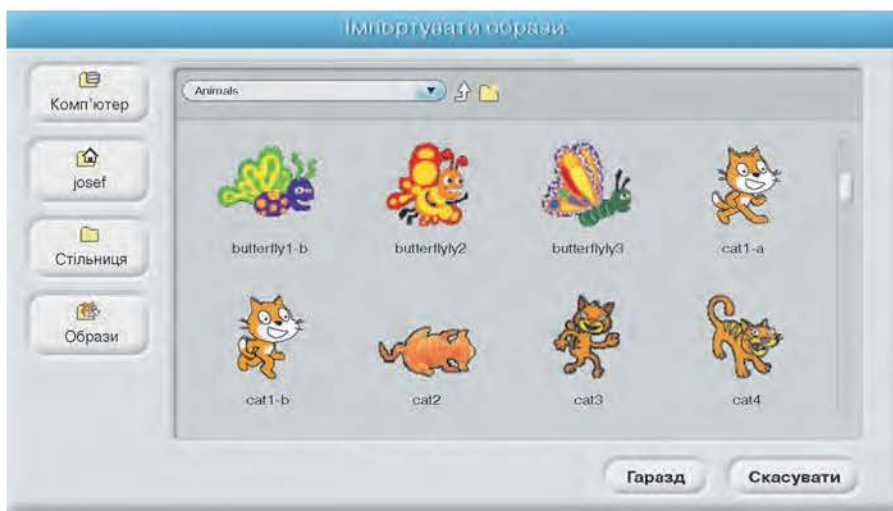 Імпортувати образи
Комп'ютер
josef
Стільниця
Образи
Animals
butterfly1-b
butterflyly2
butterflyly3
cat1-a
cat1-b
cat2
cat3
cat4
Гаразд
Скасувати